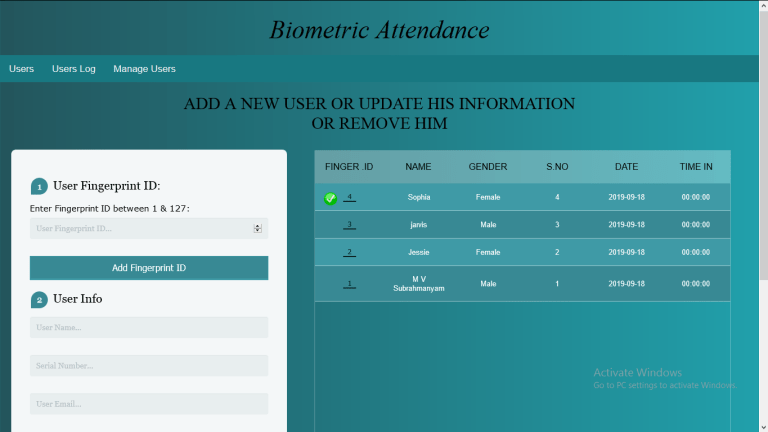 Biometric Attendance
Users Users Log Manage Users
ADD A NEW USER OR UPDATE HIS INFORMATION
OR REMOVE HIM
1 User Fingerprint ID:
Enter Fingerprint ID between 1 & 127:
User Fingerprint ID...
Add Fingerprint ID
2 User Info
User Name...
Serial Number...
User Email...
FINGER .ID NAME GENDER S.NO DATE TIME IN
4 Sophia Female 4 2019-09-18 00:00:00
3 jarvis Male 3 2019-09-18 00:00:00
2 Jessie Female 2 2019-09-18 00:00:00
1 M V Subrahmanyam Male 1 2019-09-18 00:00:00
Activate Windows
Go to PC settings to activate Windows.